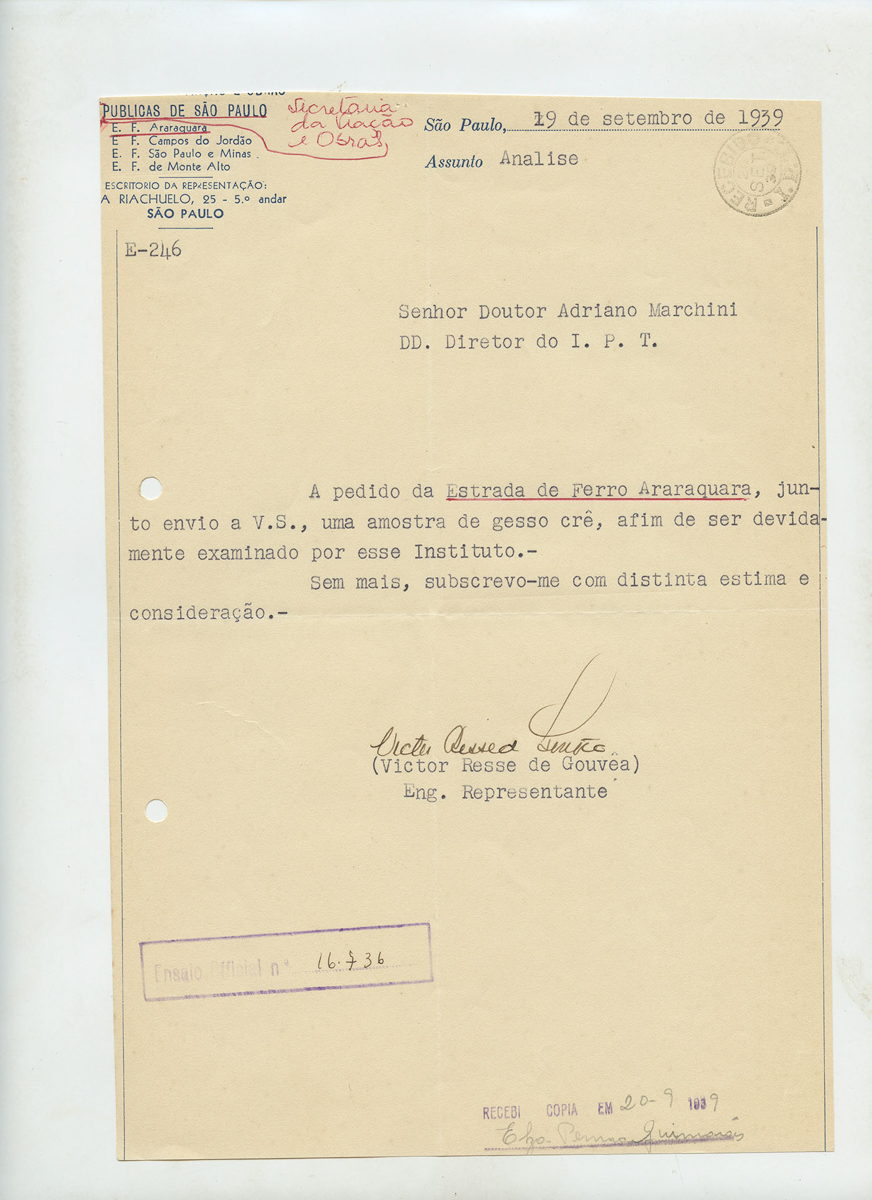 PUBLICAS DE SÃO PAULO
E. F. Araraquara
E F. Campos do Jordão
E. F. São Paulo e Minas
E. F. de Monte Alto
ESCRITORIO DA REPRESENTAÇÃO:
A RIACHUELO, 25 - 5.º andar
SÃO PAULO
Secretaria
da Viação
e Obras
São Paulo, 19 de setembro de 1939
Assunto Analise
RECEBIDO
SET
E-246
Senhor Doutor Adriano Marchini
DD. Diretor do I. P. T.
A pedido da Estrada de Ferro Araraquara, jun-
to envio a V.S., uma amostra de gesso crê, afim de ser devida-
mente examinado por esse Instituto.-
Sem mais, subscrevo-me com distinta estima e
consideração.-
(Victor Resse de Gouvêa)
Eng. Representante
Ensaio Official n.º 16.736
RECEBI COPIA EM 20-9 1939
Guimarães